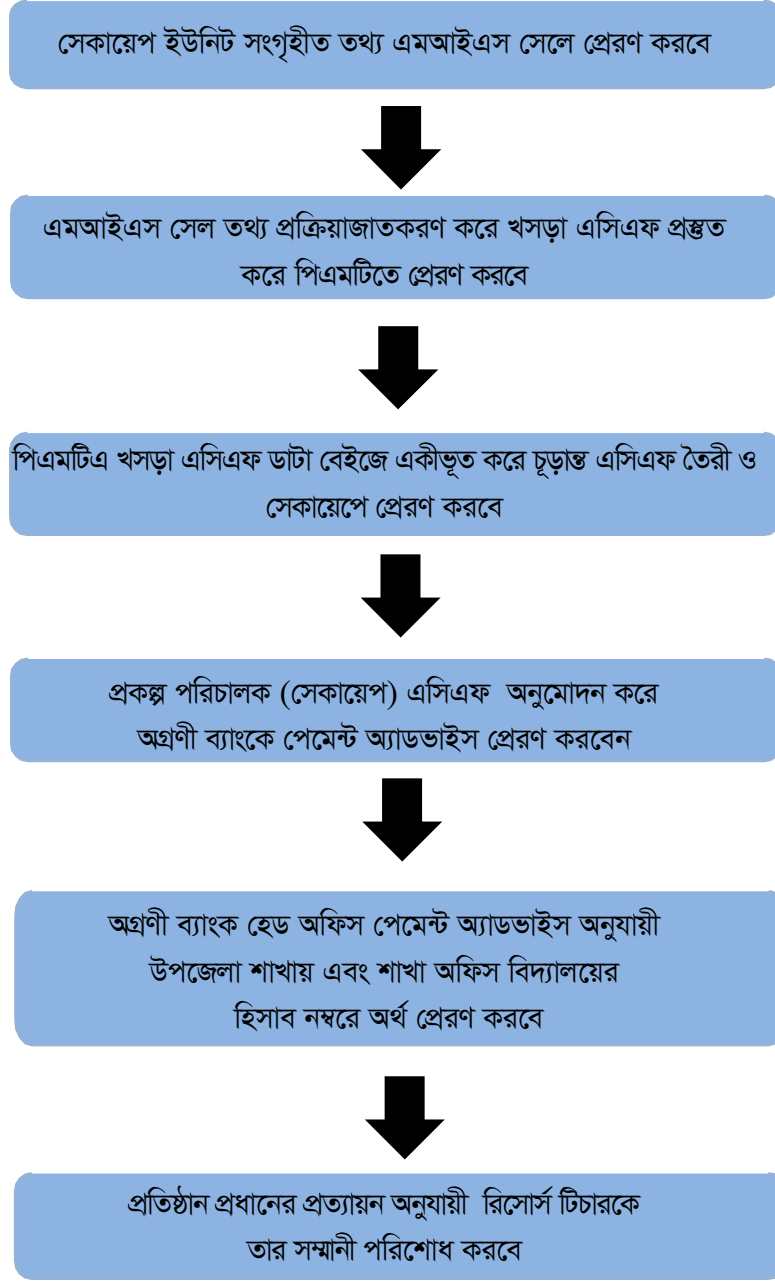 সেকায়েপ ইউনিট সংগৃহীত তথ্য এমআইএস সেলে প্রেরণ করবে
এমআইএস সেল তথ্য প্রক্রিয়াজাতকরণ করে খসড়া এসিএফ প্রস্তুত
করে পিএমটিতে প্রেরণ করবে
পিএমটিএ খসড়া এসিএফ ডাটা বেইজে একীভূত করে চূড়ান্ত এসিএফ তৈরী ও
সেকায়েপে প্রেরণ করবে
প্রকল্প পরিচালক (সেকায়েপ) এসিএফ অনুমোদন করে
অগ্রণী ব্যাংকে পেমেন্ট অ্যাডভাইস প্রেরণ করবেন
অগ্রণী ব্যাংক হেড অফিস পেমেন্ট অ্যাডভাইস অনুযায়ী
উপজেলা শাখায় এবং শাখা অফিস বিদ্যালয়ের
হিসাব নম্বরে অর্থ প্রেরণ করবে
প্রতিষ্ঠান প্রধানের প্রত্যায়ন অনুযায়ী রিসোর্স টিচারকে
তার সম্মানী পরিশোধ করবে